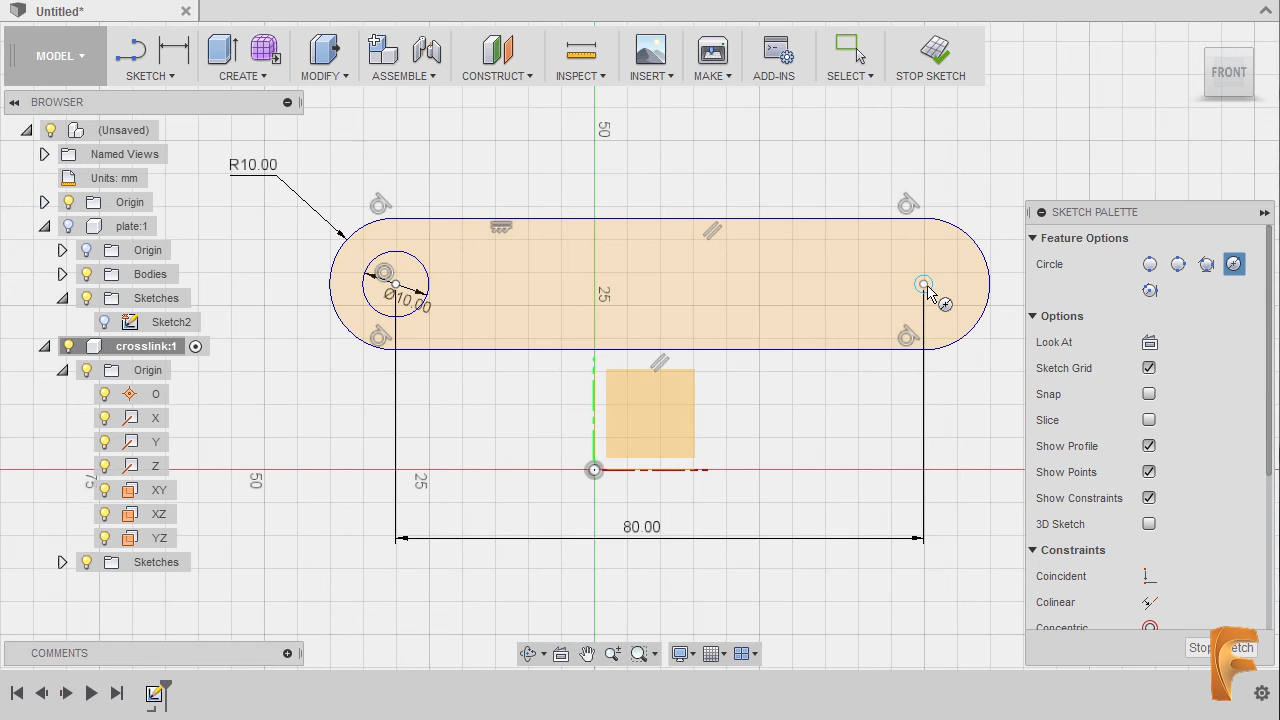 Untitled*
MODEL
SKETCH
CREATE
MODIFY
ASSEMBLE
CONSTRUCT
INSPECT
INSERT
MAKE
ADD-INS
SELECT
STOP SKETCH
FRONT
BROWSER
(Unsaved)
Named Views
Units: mm
Origin
plate:1
Origin
Bodies
Sketches
Sketch2
crosslink:1
Origin
O
X
Y
Z
XY
XZ
YZ
Sketches
R10.00
50
25
Ø10.00
75
50
25
80.00
SKETCH PALETTE
Feature Options
Circle
Options
Look At
Sketch Grid
Snap
Slice
Show Profile
Show Points
Show Constraints
3D Sketch
Constraints
Coincident
Colinear
Concentric
COMMENTS